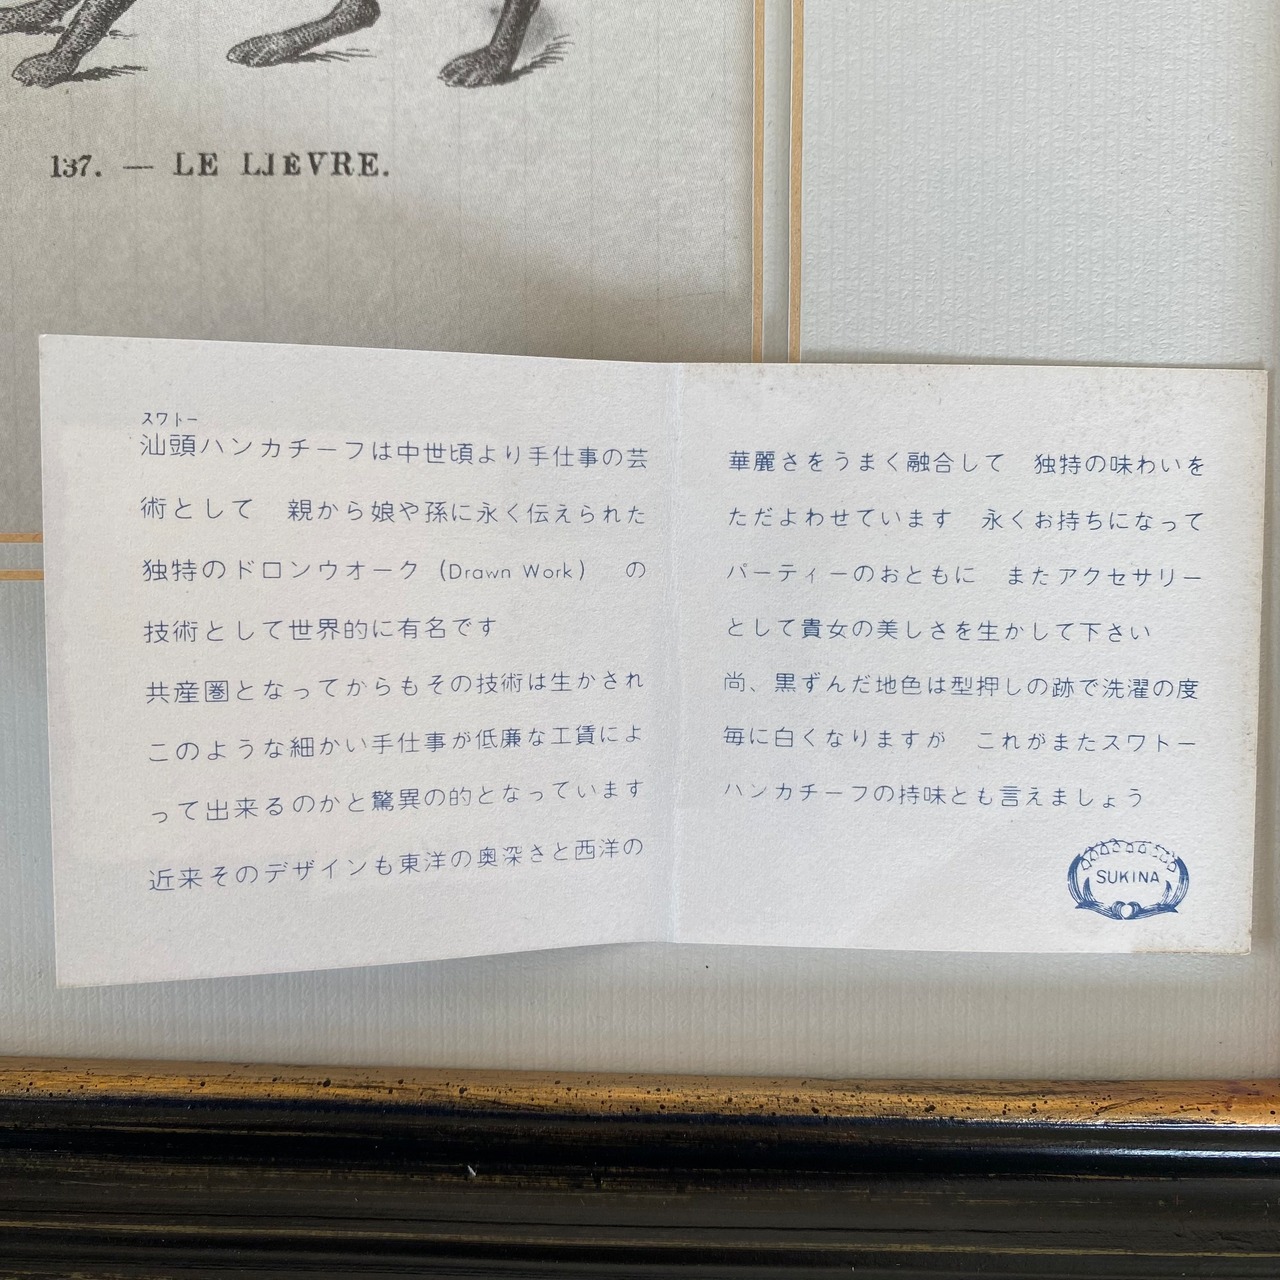 137. — LE LIÈVRE.
スワトー
汕頭ハンカチーフは中世頃より手仕事の芸
術として　親から娘や孫に永く伝えられた
独特のドロンウオーク (Drawn Work)　の
技術として世界的に有名です
共産圏となってからもその技術は生かされ
このような細かい手仕事が低廉な工賃によ
って出来るのかと驚異の的となっています
近来そのデザインも東洋の奥深さと西洋の
華麗さをうまく融合して　独特の味わいを
ただよわせています　永くお持ちになって
パーティーのおともに　またアクセサリー
として貴女の美しさを生かして下さい
尚、黒ずんだ地色は型押しの跡で洗濯の度
毎に白くなりますが　これがまたスワトー
ハンカチーフの持味とも言えましょう
SUKINA